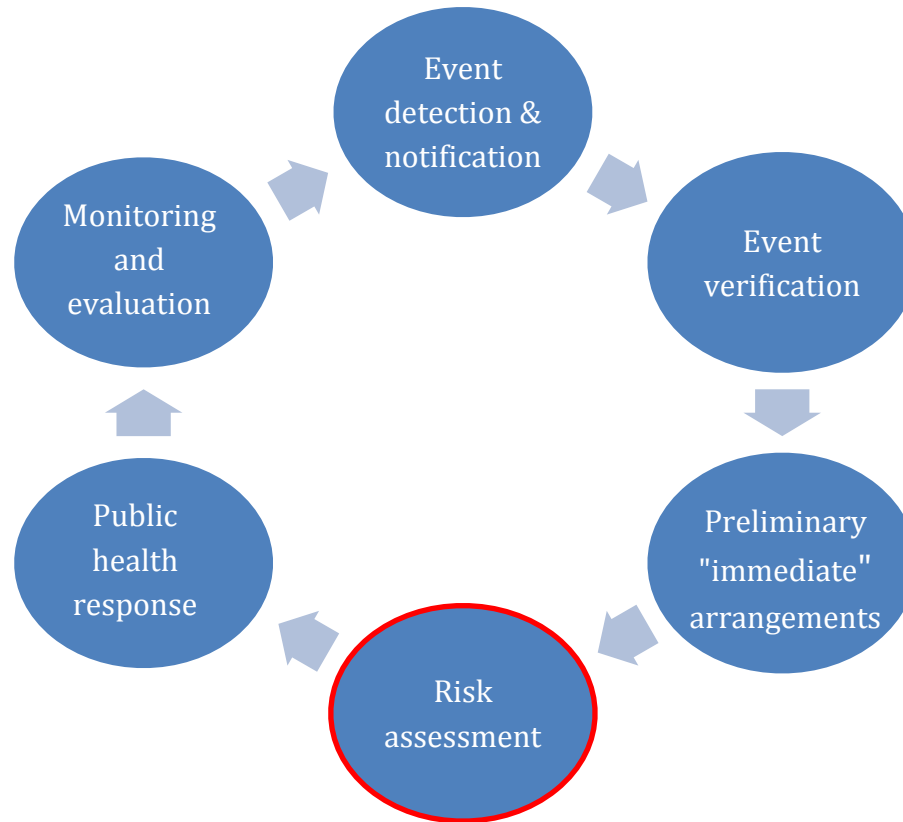 Event
detection &
notification
Event
verification
Preliminary
"immediate"
arrangements
Risk
assessment
Public
health
response
Monitoring
and
evaluation